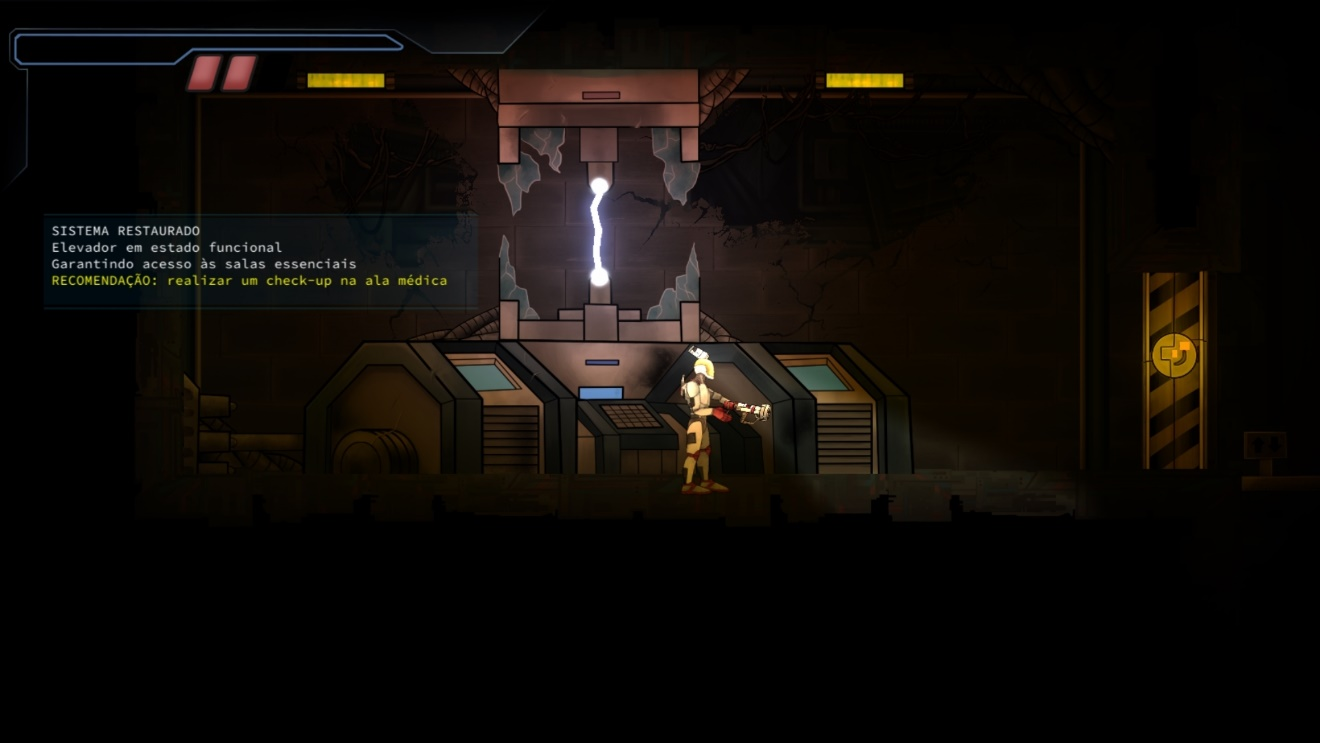 SISTEMA RESTAURADO
Elevador em estado funcional
Garantindo acesso às salas essenciais
RECOMENDAÇÃO: realizar um check-up na ala médica